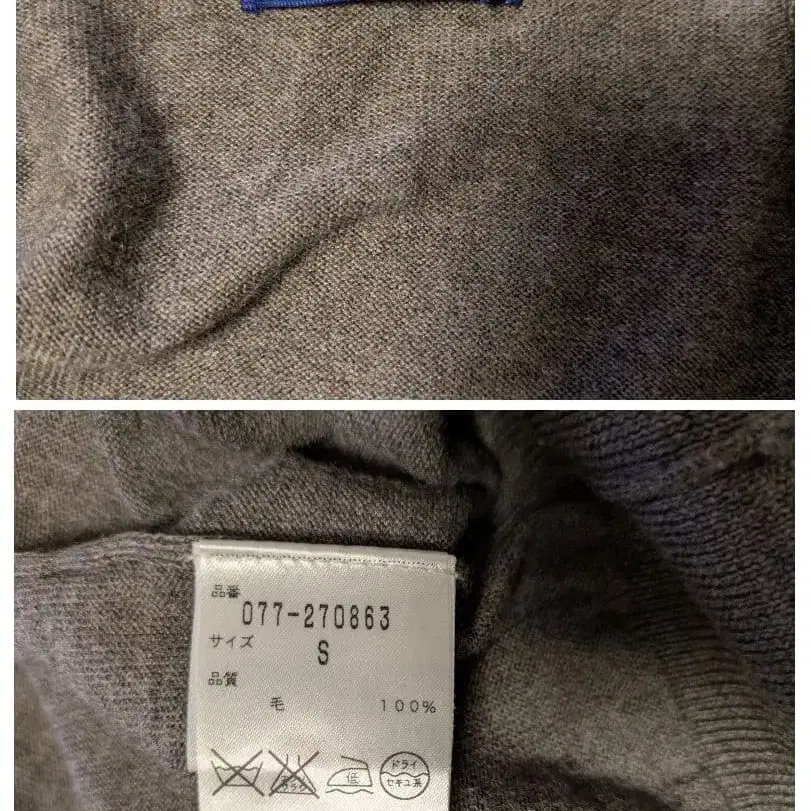 品番
077-270863
サイズ
S
品質
毛 100%
低
ドライ
セキユ系